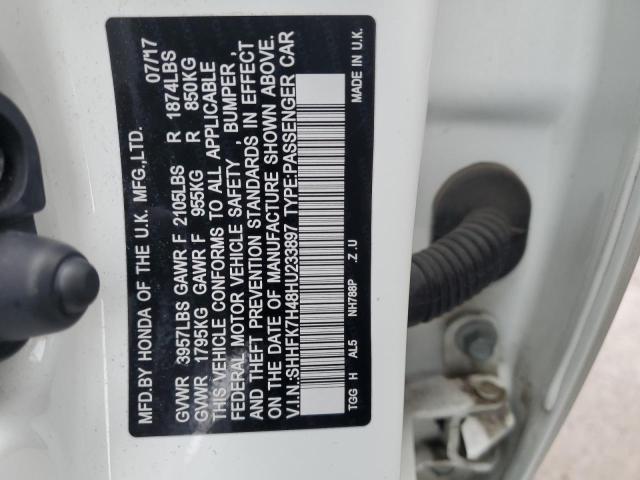 MFD.BY HONDA OF THE U.K. MFG.,LTD. 07/17
GVWR 3957LBS GAWR F 2105LBS R 1874LBS
GVWR 1795KG GAWR F 955KG R 850KG
THIS VEHICLE CONFORMS TO ALL APPLICABLE
FEDERAL MOTOR VEHICLE SAFETY , BUMPER ,
AND THEFT PREVENTION STANDARDS IN EFFECT
ON THE DATE OF MANUFACTURE SHOWN ABOVE.
V.I.N.:SHHFK7H48HU233897 TYPE:PASSENGER CAR
TGG H AL5 NH788P .Z .U MADE IN U.K.